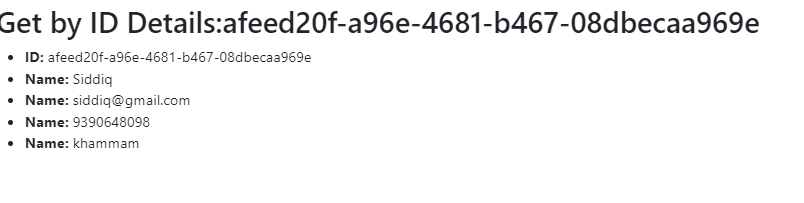 Get by ID Details:afeed20f-a96e-4681-b467-08dbecaa969e
ID: afeed20f-a96e-4681-b467-08dbecaa969e
Name: Siddiq
Name: siddiq@gmail.com
Name: 9390648098
Name: khammam